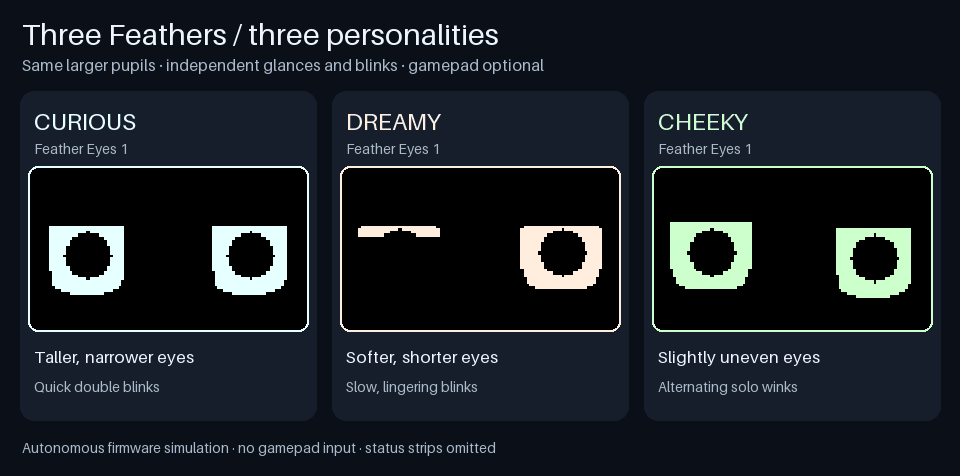 Three Feathers / three personalities
Same larger pupils · independent glances and blinks · gamepad optional
CURIOUS
Feather Eyes 1
Taller, narrower eyes
Quick double blinks
DREAMY
Feather Eyes 1
Softer, shorter eyes
Slow, lingering blinks
CHEEKY
Feather Eyes 1
Slightly uneven eyes
Alternating solo winks
Autonomous firmware simulation · no gamepad input · status strips omitted